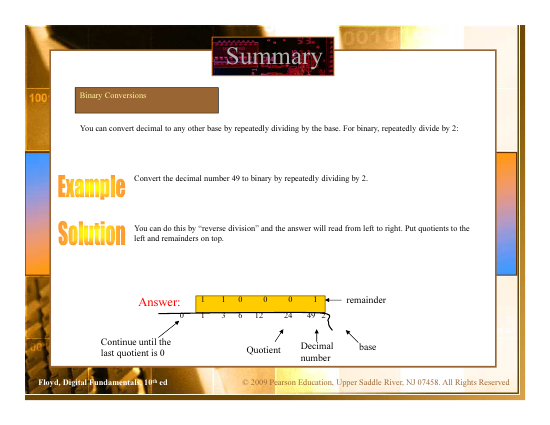 0010
Summary
1001
Binary Conversions
You can convert decimal to any other base by repeatedly dividing by the base. For binary, repeatedly divide by 2:
Example
Convert the decimal number 49 to binary by repeatedly dividing by 2.
Solution
You can do this by “reverse division” and the answer will read from left to right. Put quotients to the
left and remainders on top.
Answer:
1 1 0 0 0 1
remainder
0 1 3 6 12 24 49 2
Continue until the
last quotient is 0
Quotient
Decimal
number
base
Floyd, Digital Fundamentals, 10th ed
© 2009 Pearson Education, Upper Saddle River, NJ 07458. All Rights Reserved